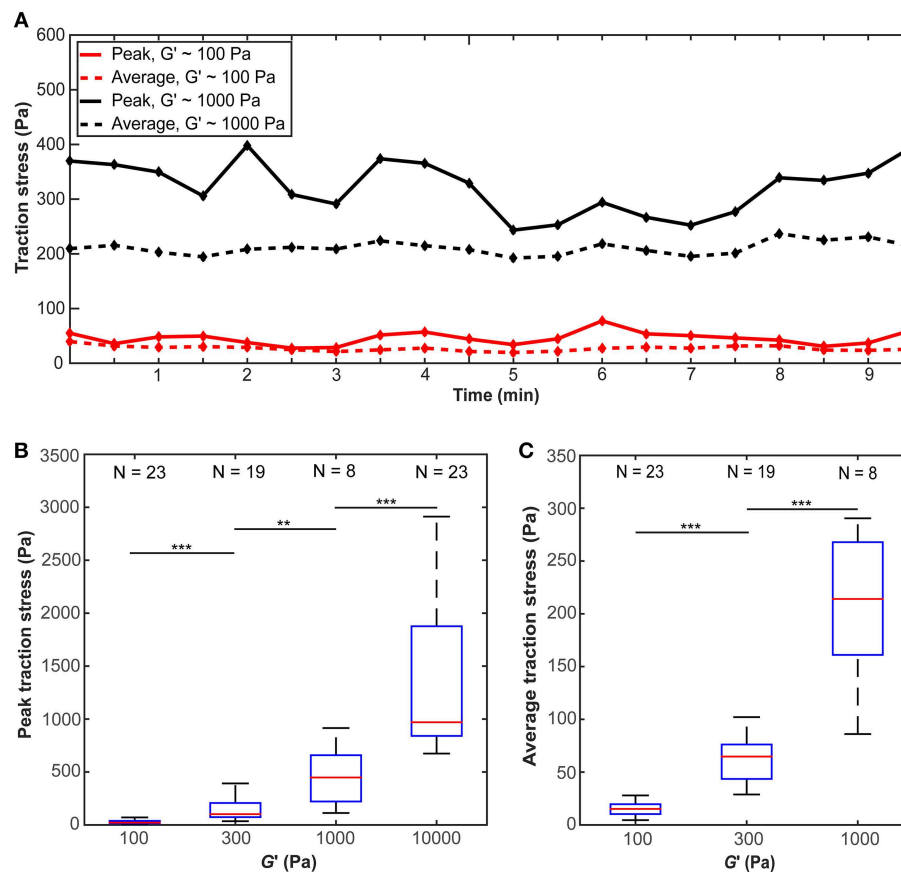 A
Traction stress (Pa)
600
500
400
300
200
100
0
Peak, G' ~ 100 Pa
Average, G' ~ 100 Pa
Peak, G' ~ 1000 Pa
Average, G' ~ 1000 Pa
1 2 3 4 5 6 7 8 9
Time (min)
B
Peak traction stress (Pa)
3500
3000
2500
2000
1500
1000
500
0
N = 23 N = 19 N = 8 N = 23
*** ** ***
100 300 1000 10000
G' (Pa)
C
Average traction stress (Pa)
350
300
250
200
150
100
50
0
N = 23 N = 19 N = 8
*** ***
100 300 1000
G' (Pa)